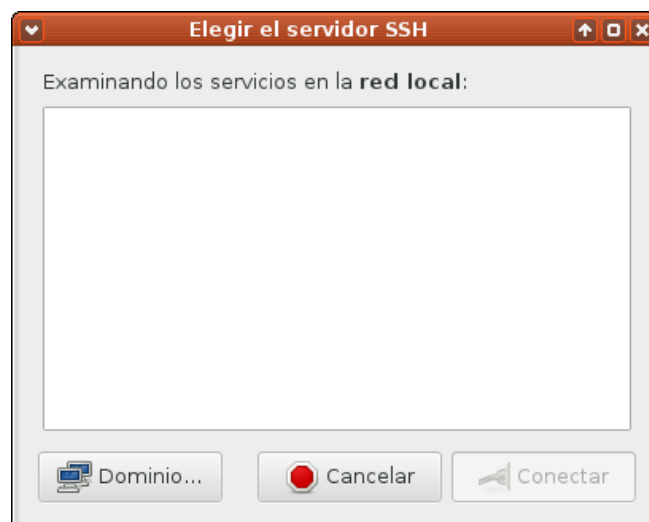 Elegir el servidor SSH
Examinando los servicios en la red local:
Dominio...
Cancelar
Conectar